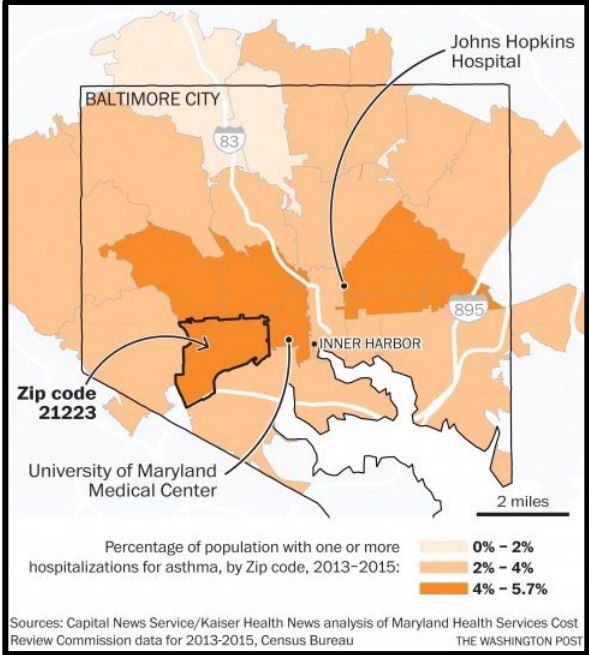 Johns Hopkins
Hospital
BALTIMORE CITY
83
895
INNER HARBOR
Zip code
21223
University of Maryland
Medical Center
2 miles
Percentage of population with one or more
hospitalizations for asthma, by Zip code, 2013–2015:
0% – 2%
2% – 4%
4% – 5.7%
Sources: Capital News Service/Kaiser Health News analysis of Maryland Health Services Cost
Review Commission data for 2013-2015, Census Bureau
THE WASHINGTON POST